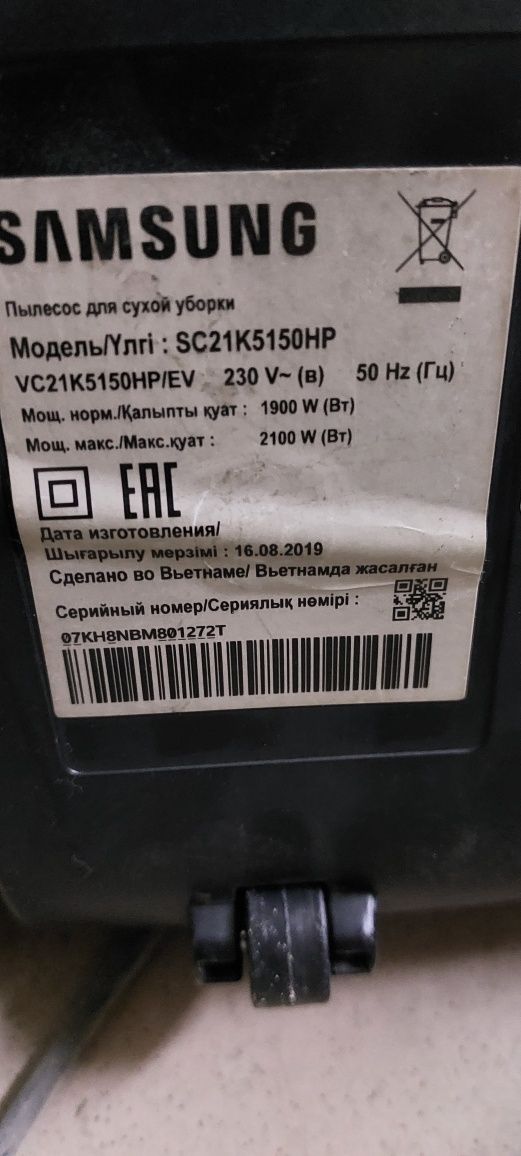 SAMSUNG
Пылесос для сухой уборки
Модель/Үлгі : SC21K5150HP
VC21K5150HP/EV 230 V~ (в) 50 Hz (Гц)
Мощ. норм./Қалыпты қуат : 1900 W (Вт)
Мощ. макс./Макс.қуат : 2100 W (Вт)
EAC
Дата изготовления/
Шығарылу мерзімі : 16.08.2019
Сделано во Вьетнаме/ Вьетнамда жасалған
Серийный номер/Сериялық нөмірі :
07KH8NBM801272T